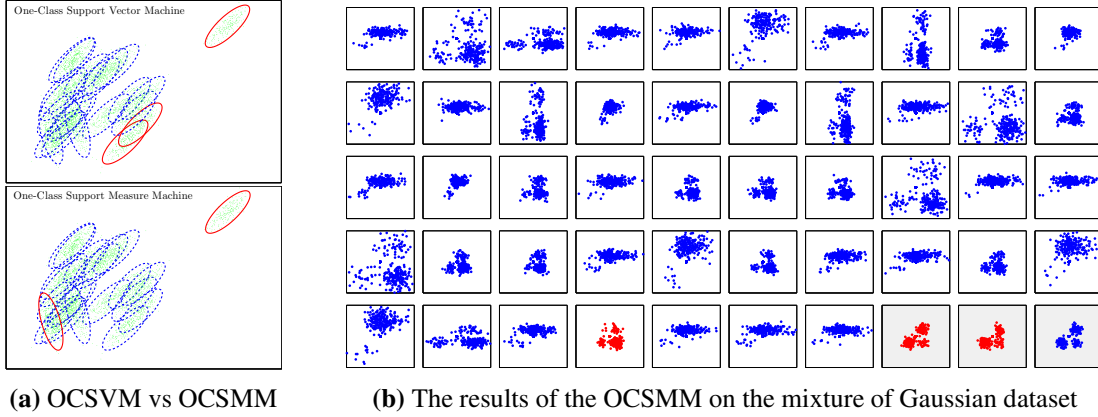 One-Class Support Vector Machine
One-Class Support Measure Machine
(a) OCSVM vs OCSMM
(b) The results of the OCSMM on the mixture of Gaussian dataset